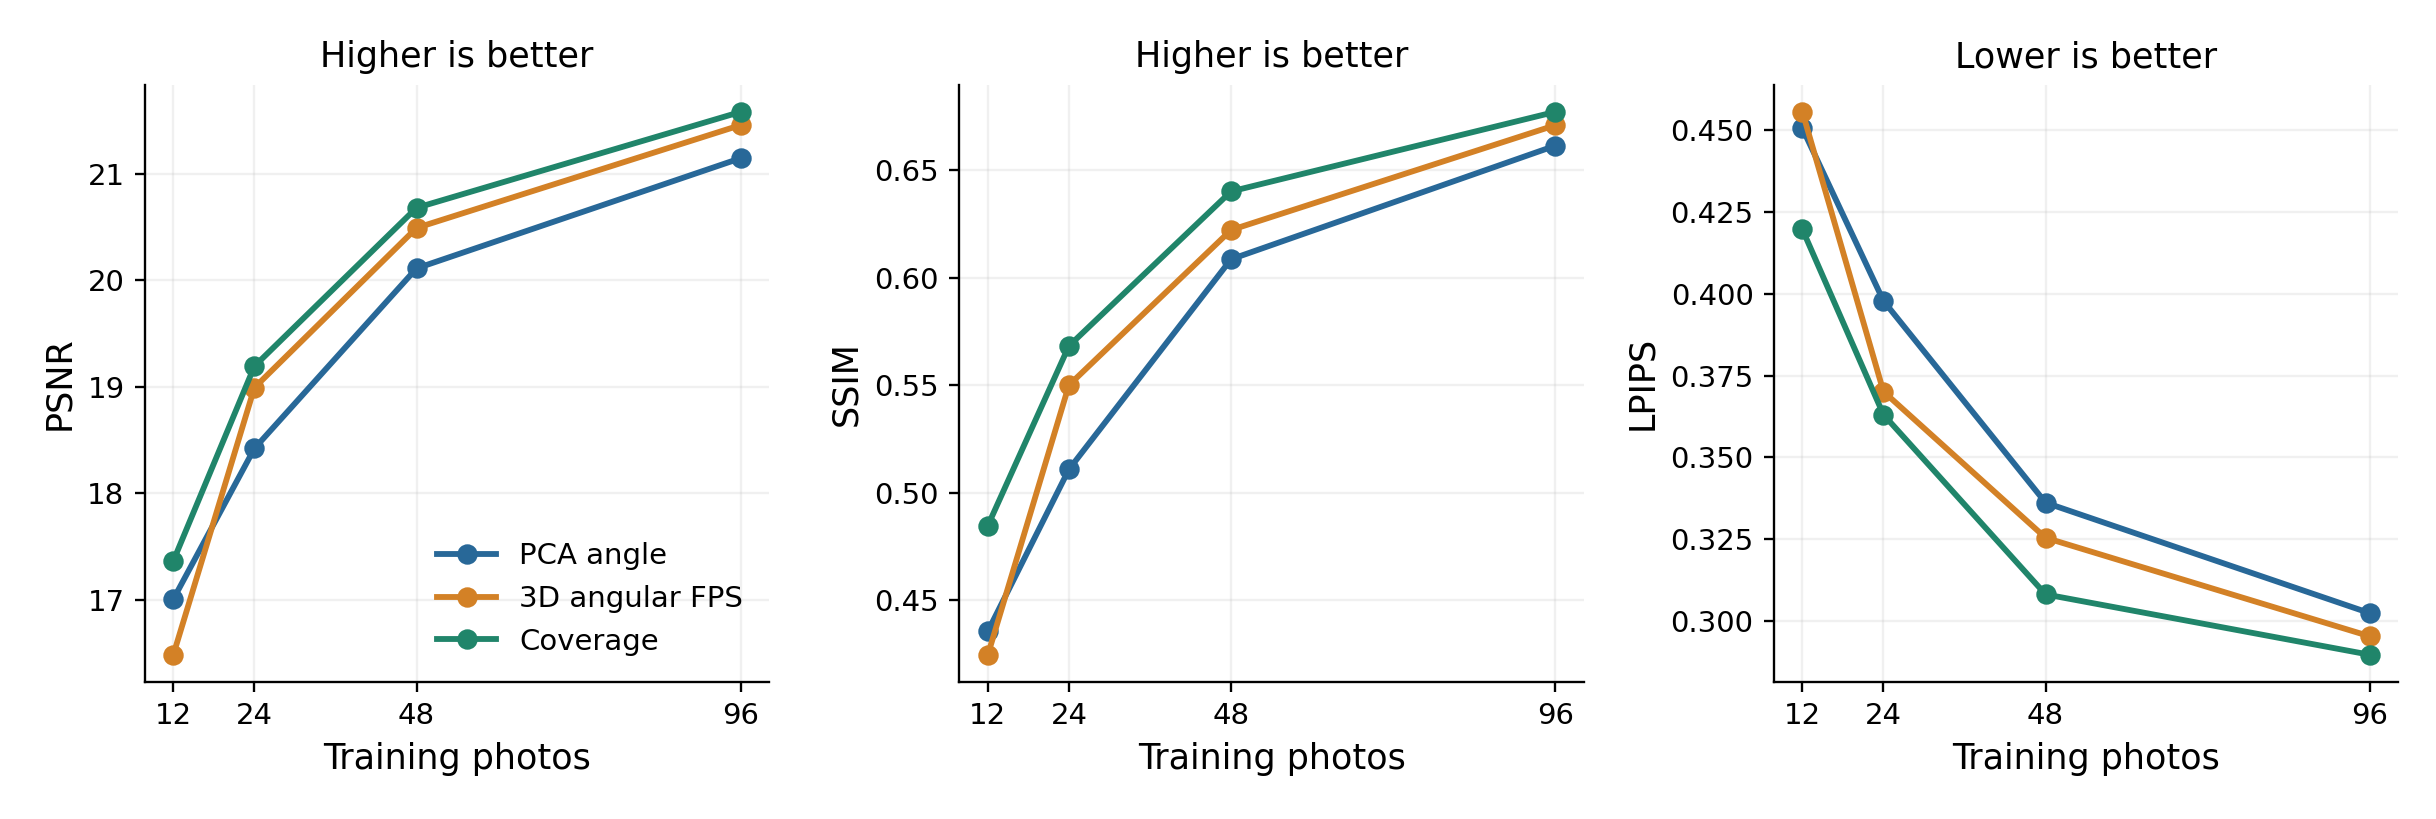 Higher is better
PSNR
21
20
19
18
17
PCA angle
3D angular FPS
Coverage
12 24 48 96
Training photos
Higher is better
SSIM
0.65
0.60
0.55
0.50
0.45
12 24 48 96
Training photos
Lower is better
LPIPS
0.450
0.425
0.400
0.375
0.350
0.325
0.300
12 24 48 96
Training photos